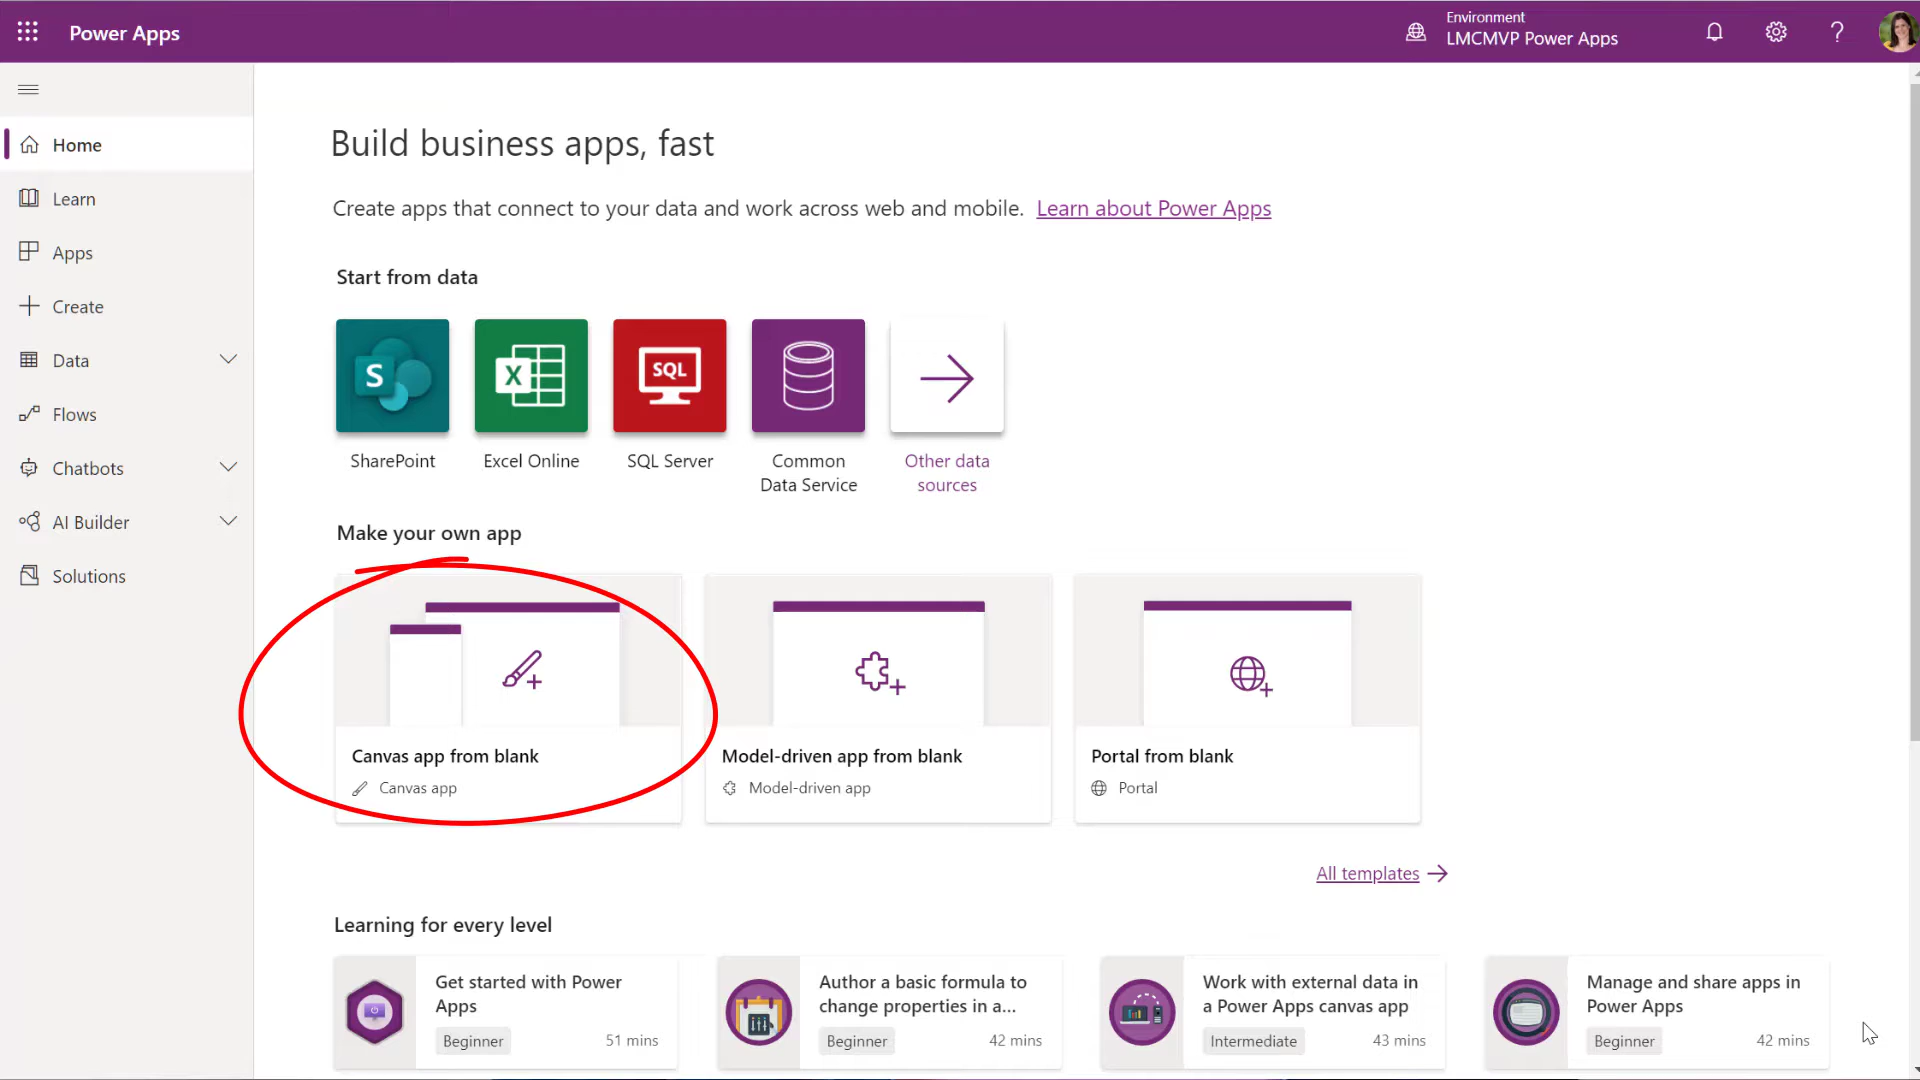 Power Apps
Environment
LMCMVP Power Apps
Home
Learn
Apps
Create
Data
Flows
Chatbots
AI Builder
Solutions
Build business apps, fast
Create apps that connect to your data and work across web and mobile. Learn about Power Apps
Start from data
S
X
SQL
SharePoint
Excel Online
SQL Server
Common
Data Service
Other data
sources
Make your own app
Canvas app from blank
Canvas app
Model-driven app from blank
Model-driven app
Portal from blank
Portal
All templates
Learning for every level
Get started with Power
Apps
Beginner 51 mins
Author a basic formula to
change properties in a...
Beginner 42 mins
Work with external data in
a Power Apps canvas app
Intermediate 43 mins
Manage and share apps in
Power Apps
Beginner 42 mins